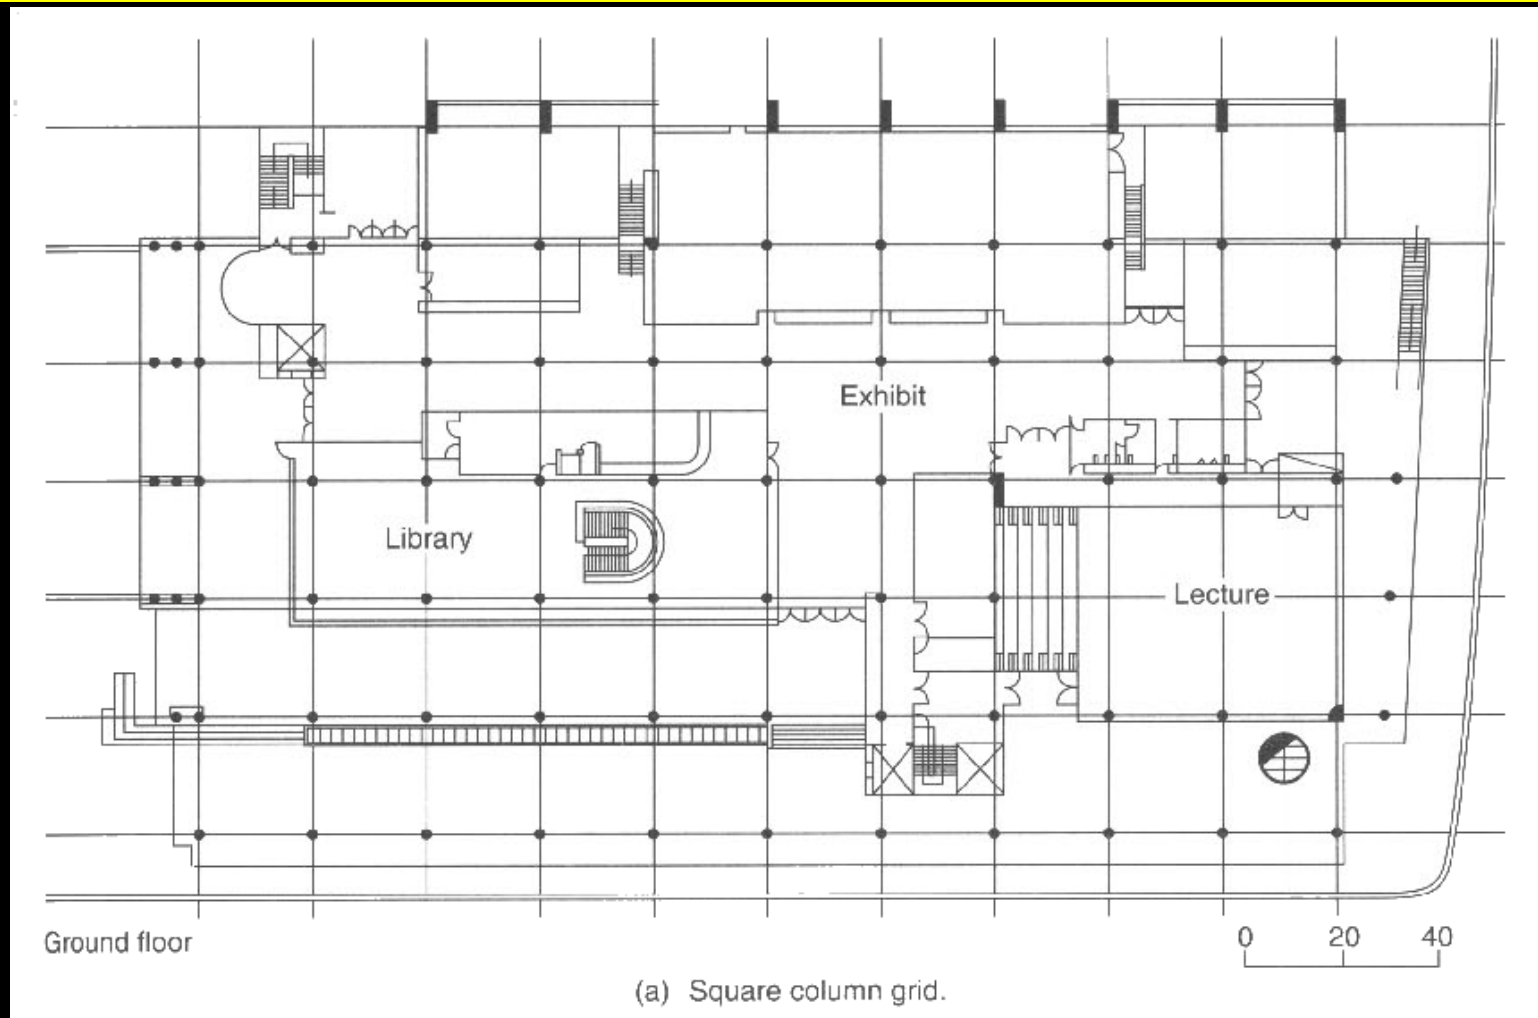 Exhibit
Library
Lecture
Ground floor
0 20 40
(a) Square column grid.